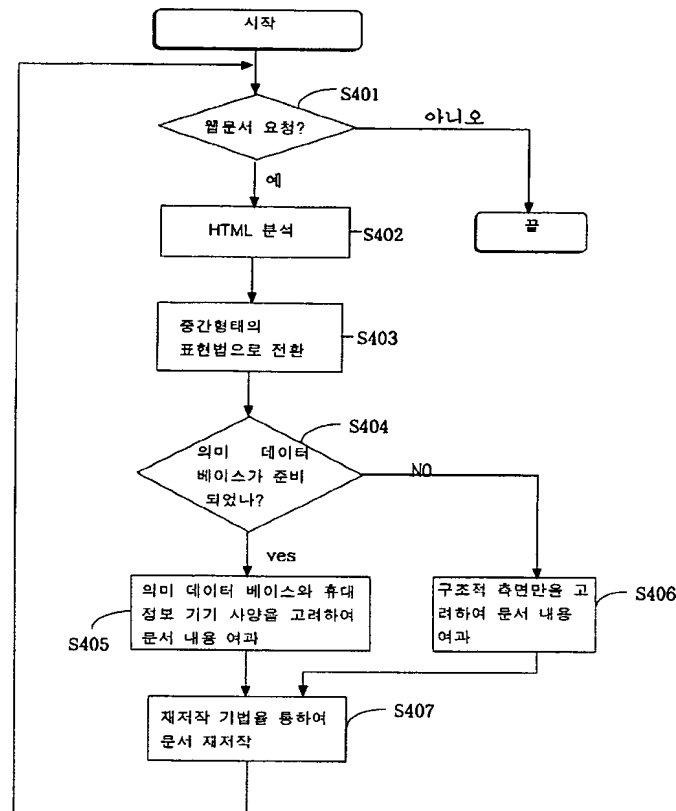 시작
S401
웹문서 요청?
아니오
예
끝
HTML 분석
S402
중간형태의
표현법으로 전환
S403
S404
의미 데이터
베이스가 준비
되었나?
NO
yes
의미 데이터 베이스와 휴대
정보 기기 사양을 고려하여
문서 내용 여과
S405
구조적 측면만을 고
려하여 문서 내용
여과
S406
재저작 기법을 통하여
문서 재저작
S407